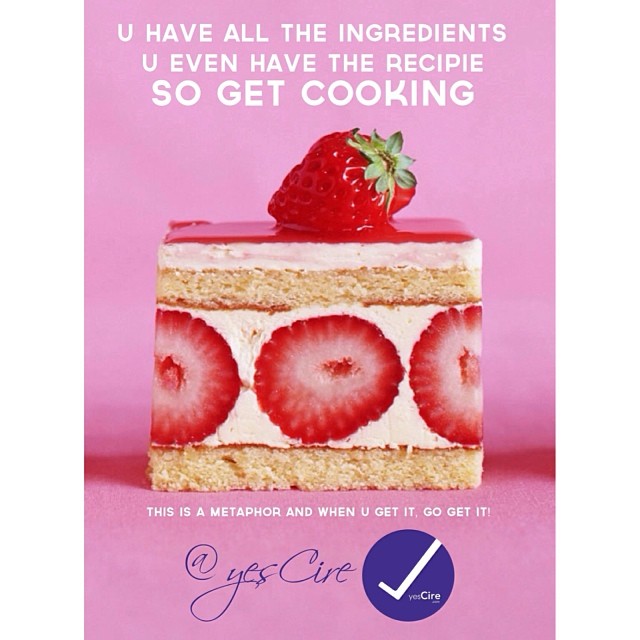 U HAVE ALL THE INGREDIENTS
U EVEN HAVE THE RECIPIE
SO GET COOKING
THIS IS A METAPHOR AND WHEN U GET IT, GO GET IT!
@yesCire
yesCire